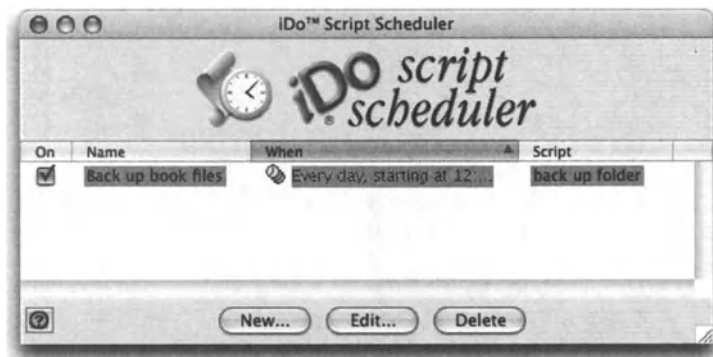 iDo™ Script Scheduler
iDo® script
scheduler
On Name When Script
Back up book files Every day, starting at 12:... back up folder
? New... Edit... Delete